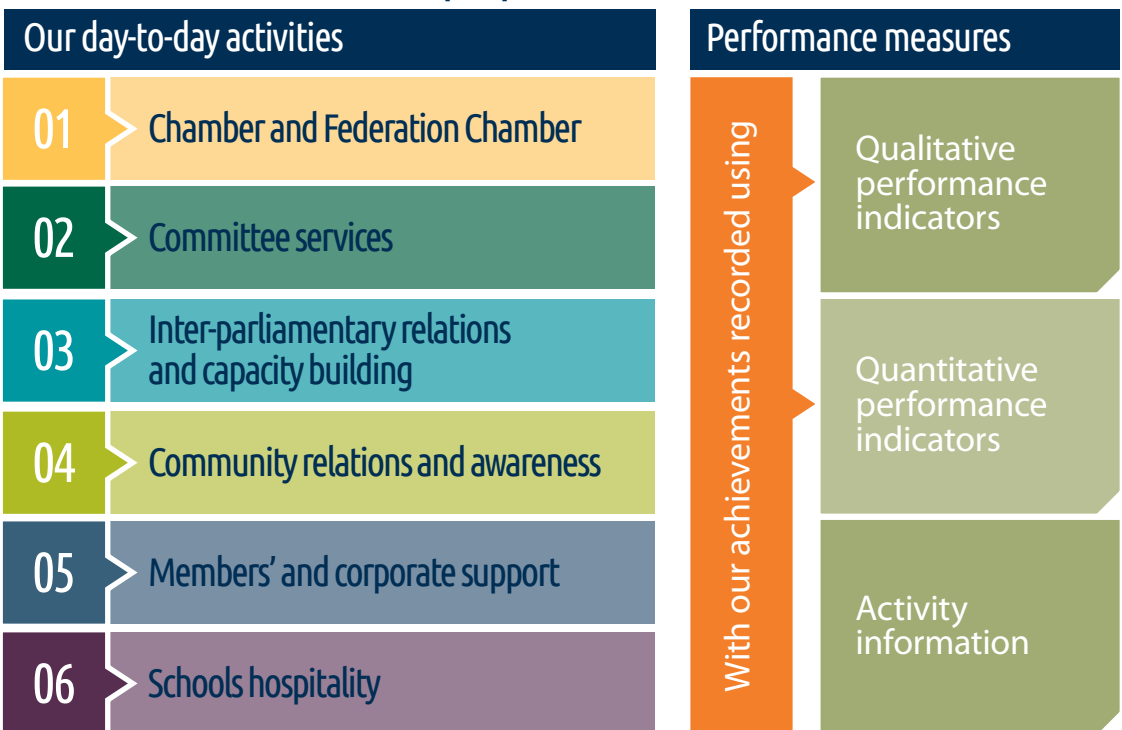 Our day-to-day activities
01
Chamber and Federation Chamber
02
Committee services
03
Inter-parliamentary relations
and capacity building
04
Community relations and awareness
05
Members’ and corporate support
06
Schools hospitality
Performance measures
With our achievements recorded using
Qualitative
performance
indicators
Quantitative
performance
indicators
Activity
information